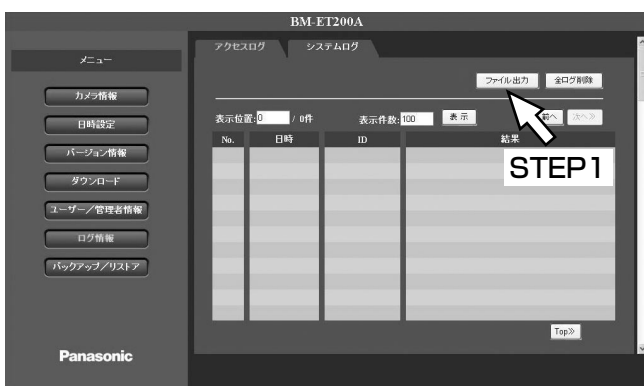 BM-ET200A
メニュー
カメラ情報
日時設定
バージョン情報
ダウンロード
ユーザー／管理者情報
ログ情報
バックアップ／リストア
Panasonic
アクセスログ システムログ
ファイル出力 全ログ削除
表示位置:0 / 0件 表示件数:100 表示 前へ 次へ≫
No. 日時 ID 結果
STEP1
Top≫